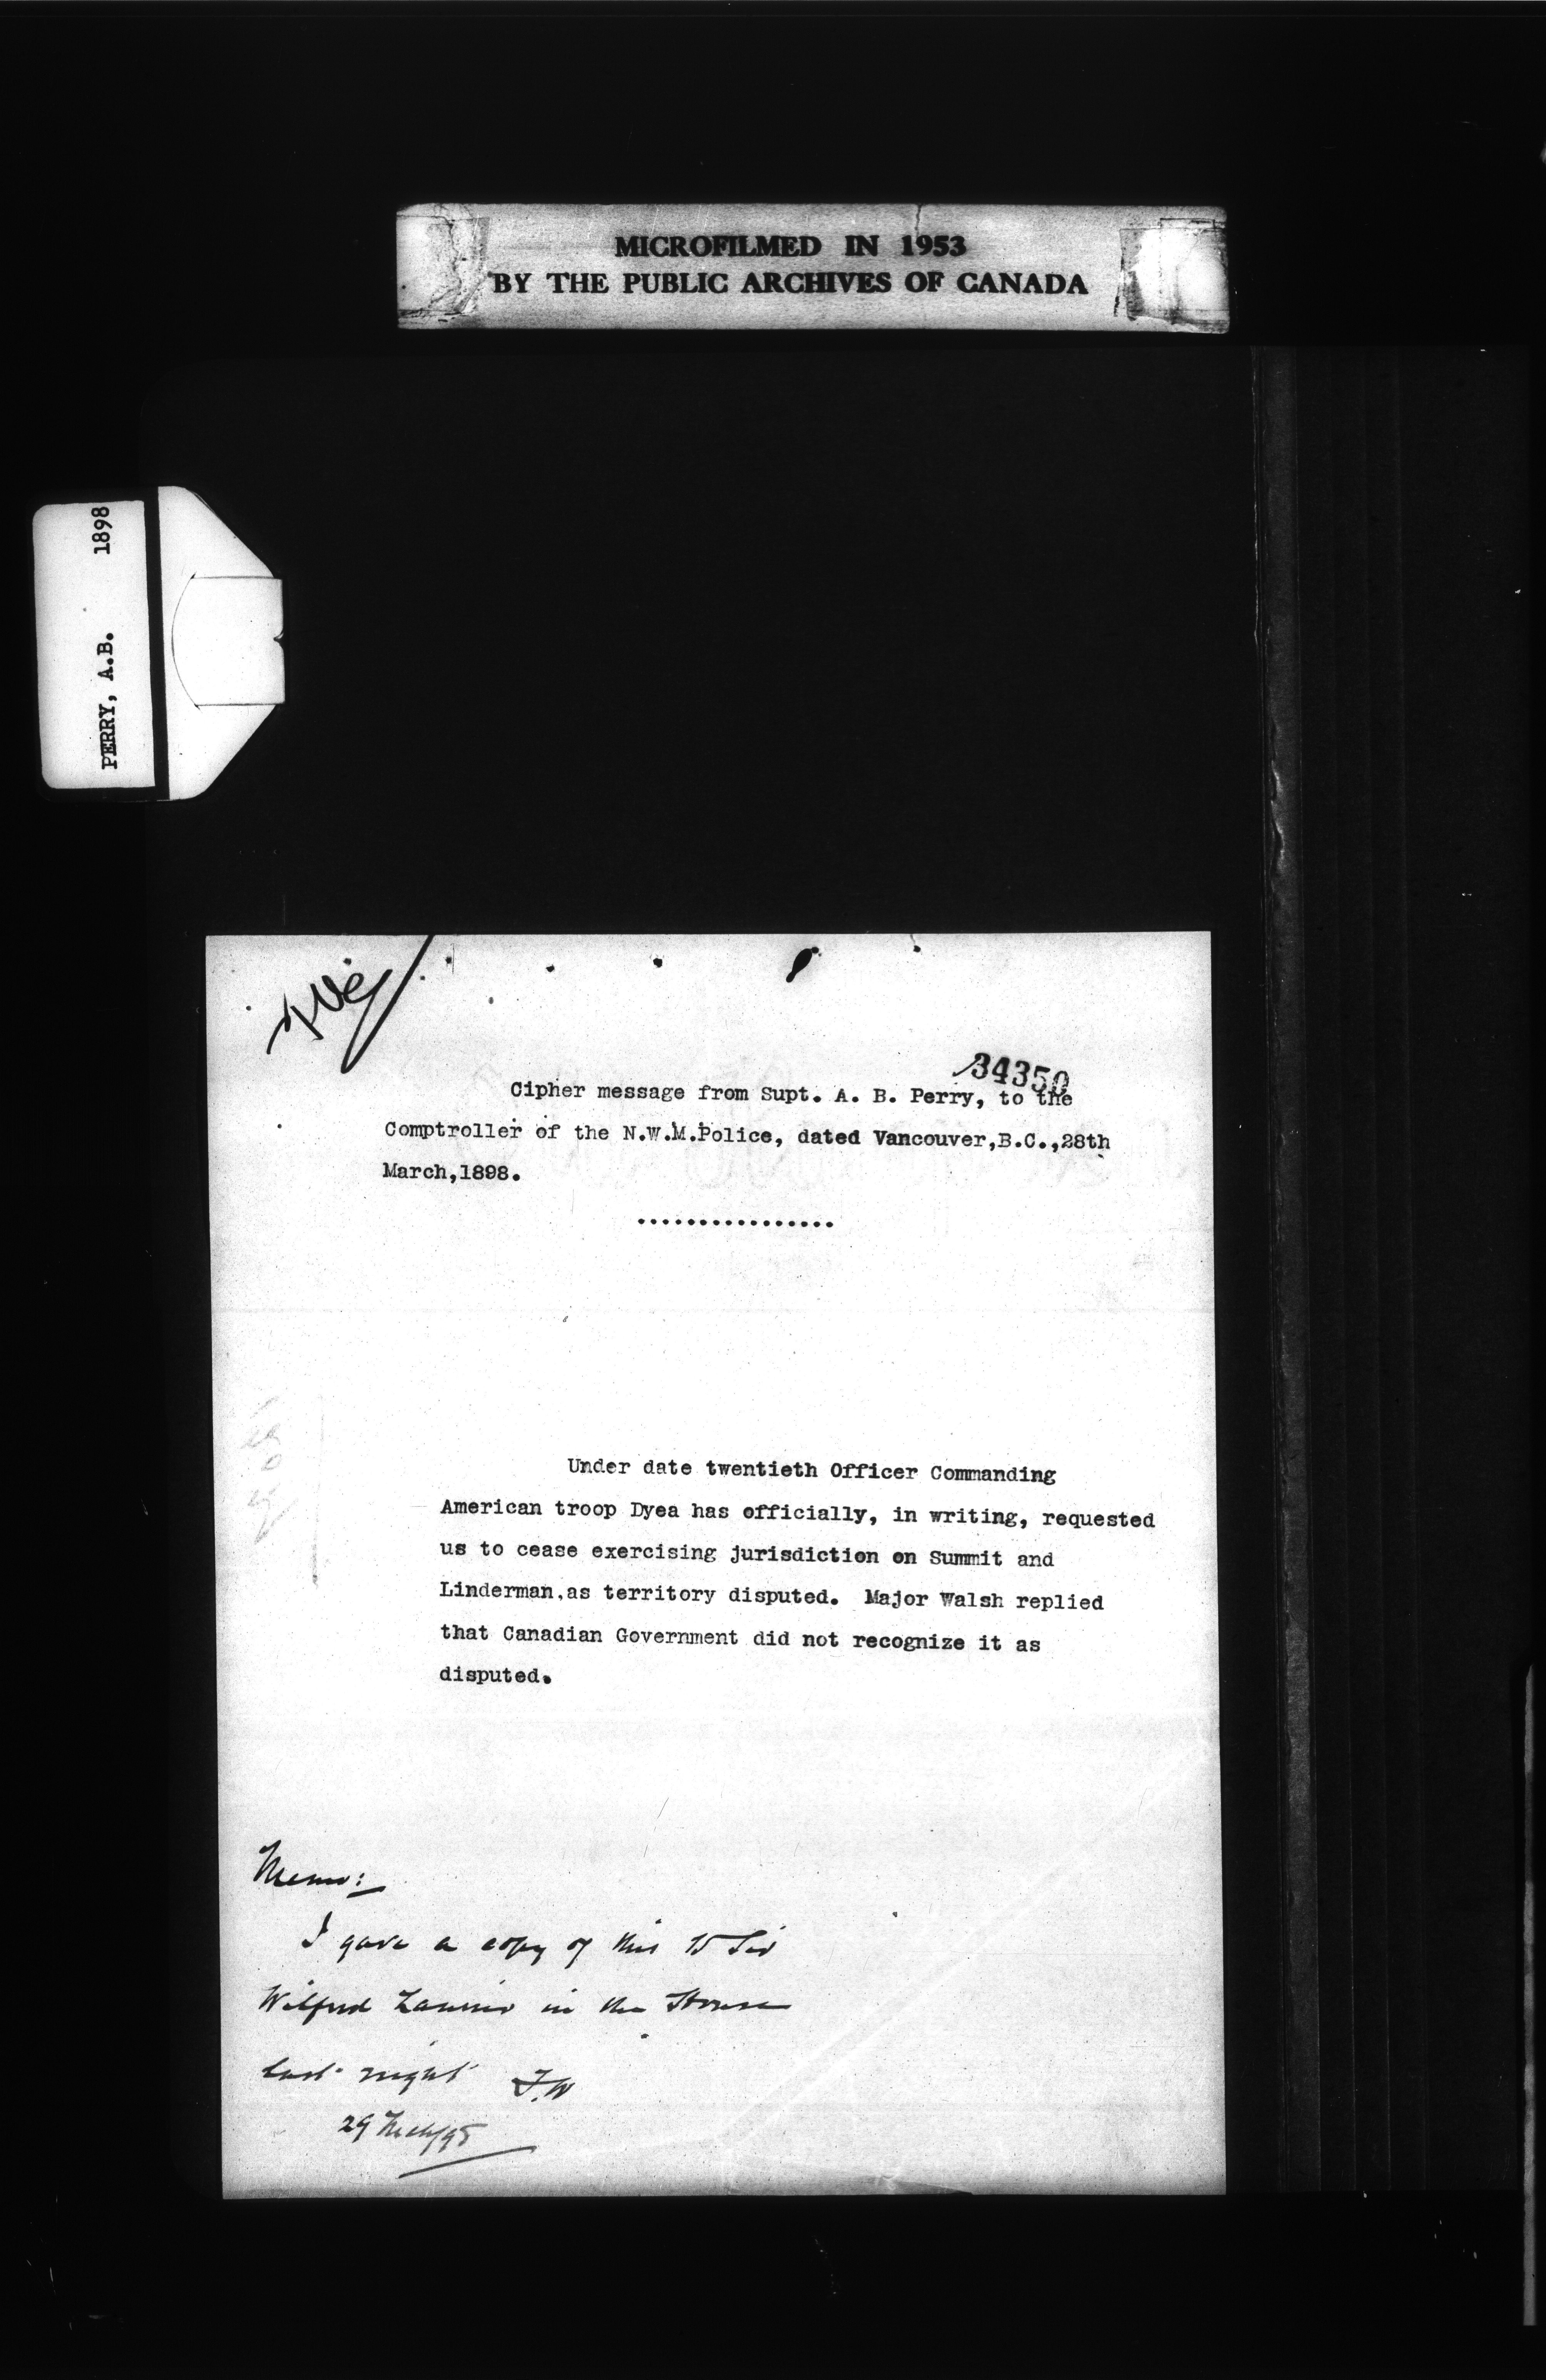 MICROFILMED IN 1953
BY THE PUBLIC ARCHIVES OF CANADA
PERRY, A.B. 1898
34350
Cipher message from Supt. A. B. Perry, to the
Comptroller of the N.W.M.Police, dated Vancouver,B.C.,28th
March,1898.
................
Under date twentieth Officer Commanding
American troop Dyea has officially, in writing, requested
us to cease exercising jurisdiction on Summit and
Linderman,as territory disputed. Major Walsh replied
that Canadian Government did not recognize it as
disputed.
Memo:
I gave a copy of this to Sir
Wilfrid Laurier in the House
last night F.W
29 Mch/98